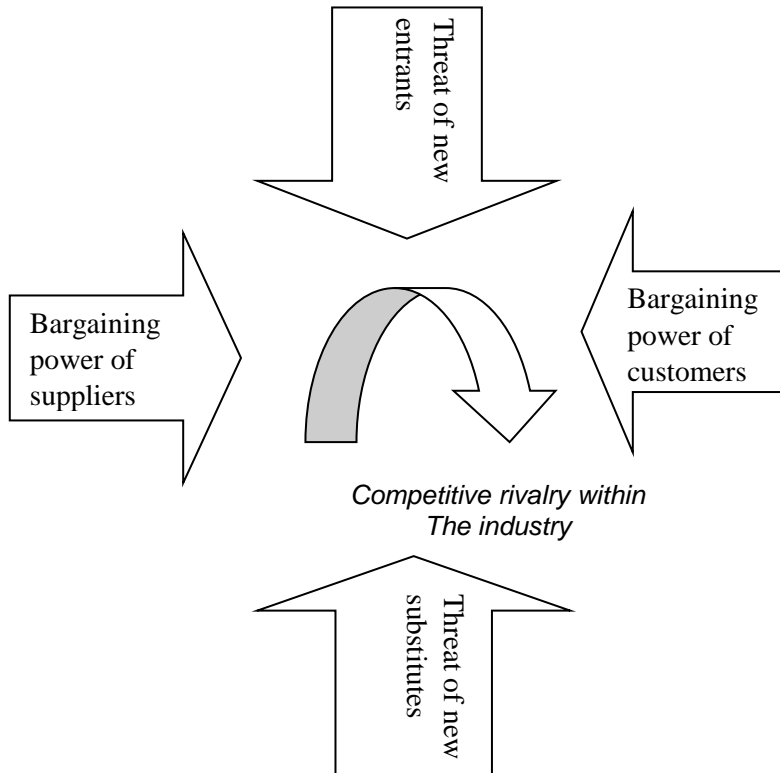 Threat of new
entrants
Bargaining
power of
suppliers
Bargaining
power of
customers
Competitive rivalry within
The industry
Threat of new
substitutes